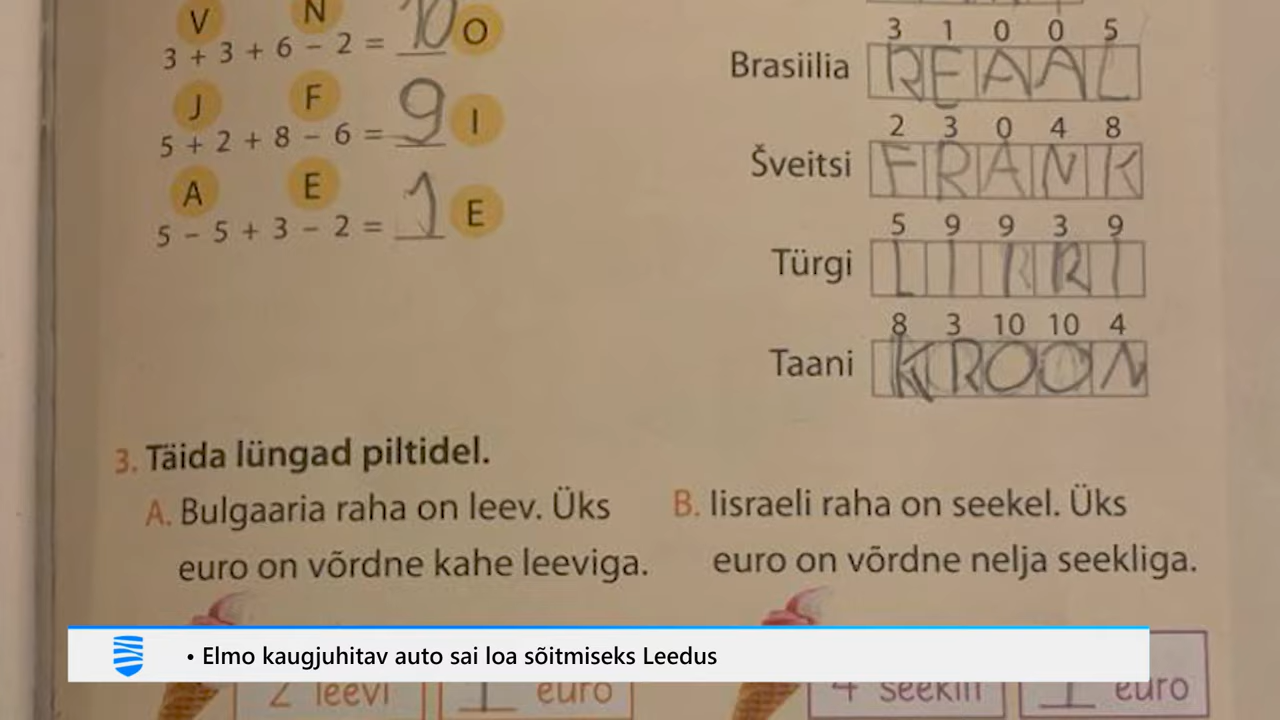 V N
3 + 3 + 6 - 2 = 10 O
J F
5 + 2 + 8 - 6 = 9 I
A E
5 - 5 + 3 - 2 = 1 E
3 1 0 0 5
Brasiilia REAAL
2 3 0 4 8
Šveitsi FRANK
5 9 9 3 9
Türgi LIRRI
8 3 10 10 4
Taani KROON
3. Täida lüngad piltidel.
A. Bulgaaria raha on leev. Üks
euro on võrdne kahe leeviga.
B. Iisraeli raha on seekel. Üks
euro on võrdne nelja seekliga.
2 leevi 1 euro
4 seeklit 1 euro
• Elmo kaugjuhitav auto sai loa sõitmiseks Leedus